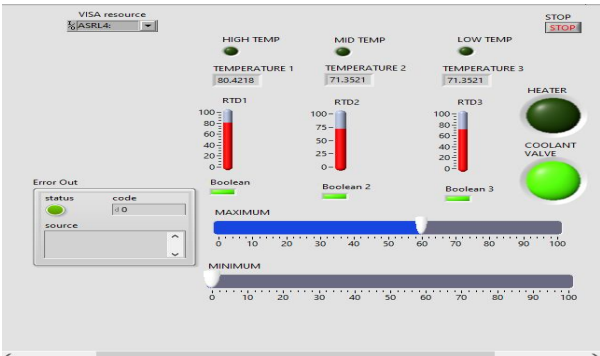 VISA resource
ASRL4:
STOP
STOP
HIGH TEMP
MID TEMP
LOW TEMP
TEMPERATURE 1
TEMPERATURE 2
TEMPERATURE 3
80.4218
71.3521
71.3521
HEATER
RTD1
RTD2
RTD3
100
80
60
40
20
0
100
75
50
25
0
100
80
60
40
20
0
COOLANT
VALVE
Boolean
Boolean 2
Boolean 3
Error Out
status
code
d 0
source
MAXIMUM
0 10 20 30 40 50 60 70 80 90 100
MINIMUM
0 10 20 30 40 50 60 70 80 90 100